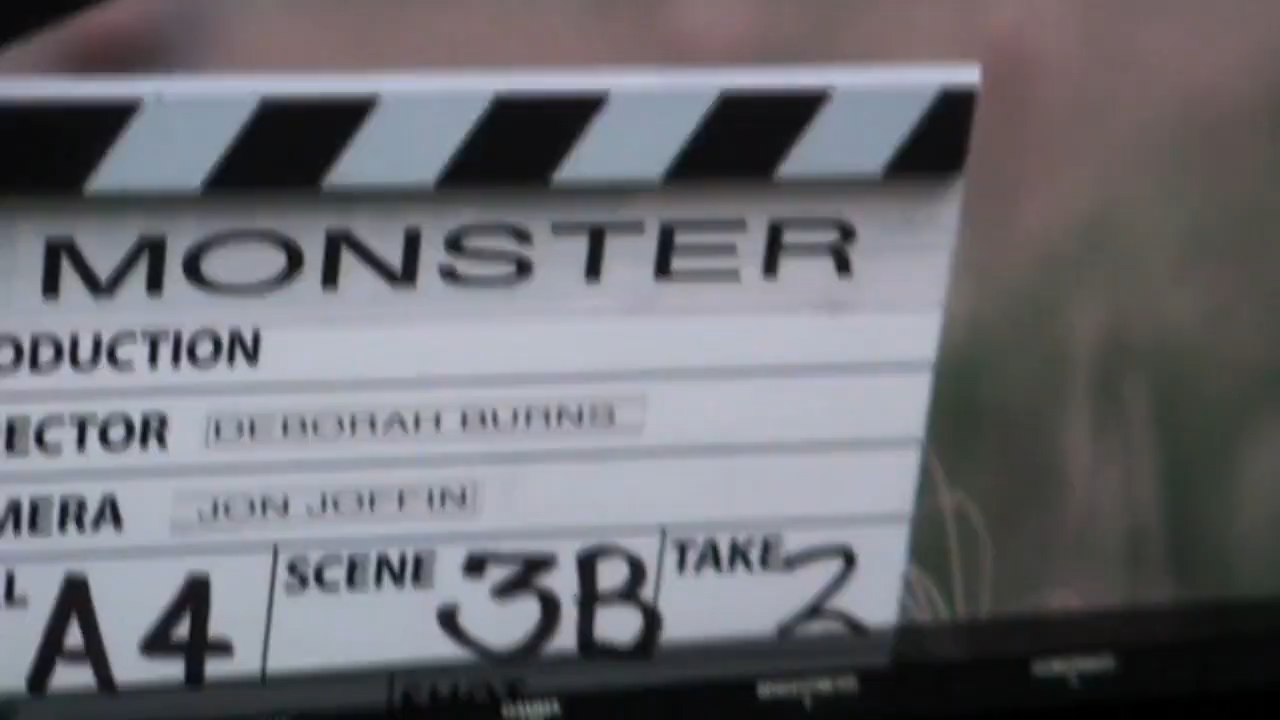 MONSTER
ODUCTION
ECTOR DEBORAH BURNS
MERA JON JOFFIN
L A4 SCENE 3B TAKE 2